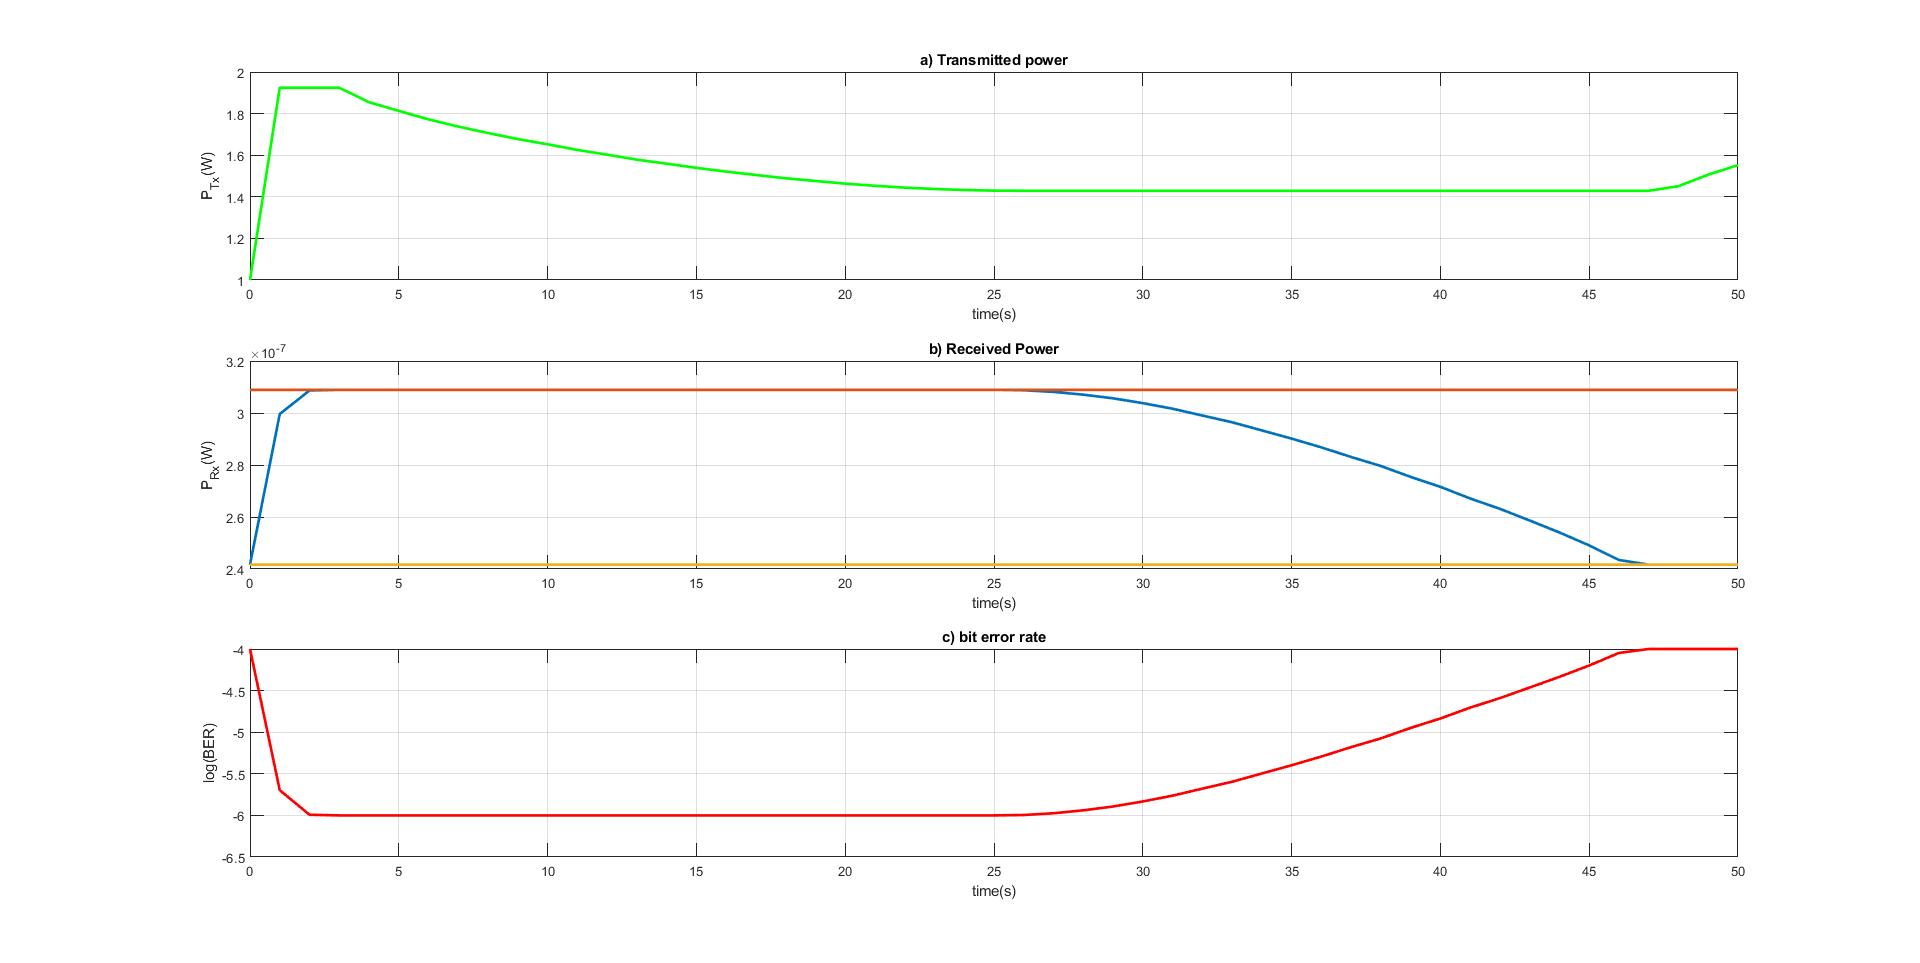 a) Transmitted power
2
1.8
1.6
1.4
1.2
1
P_Tx(W)
0 5 10 15 20 25 30 35 40 45 50
time(s)
b) Received Power
×10^-7
3.2
3
2.8
2.6
2.4
P_Rx(W)
0 5 10 15 20 25 30 35 40 45 50
time(s)
c) bit error rate
-4
-4.5
-5
-5.5
-6
-6.5
log(BER)
0 5 10 15 20 25 30 35 40 45 50
time(s)